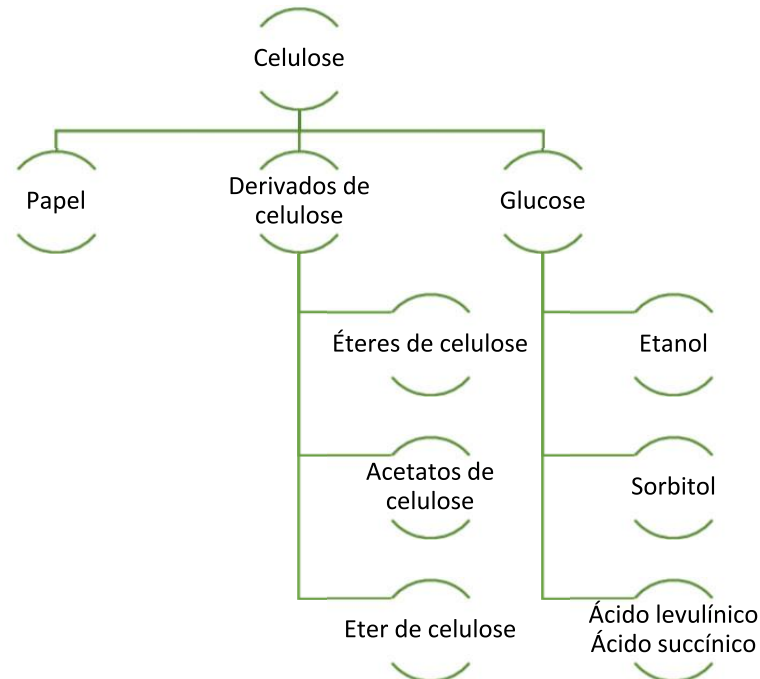 Celulose
Papel
Derivados de
celulose
Glucose
Éteres de celulose
Etanol
Acetatos de
celulose
Sorbitol
Eter de celulose
Ácido levulínico
Ácido succínico